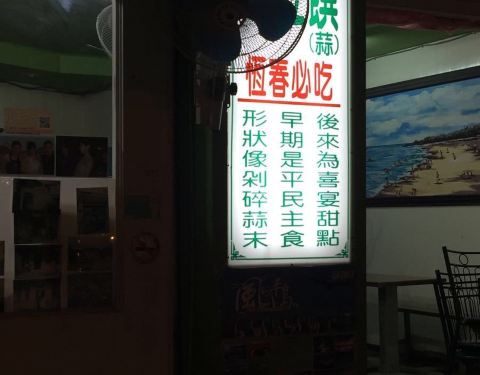 饌
(蒜)
恆春必吃
後來為喜宴甜點
早期是平民主食
形狀像剁碎蒜末